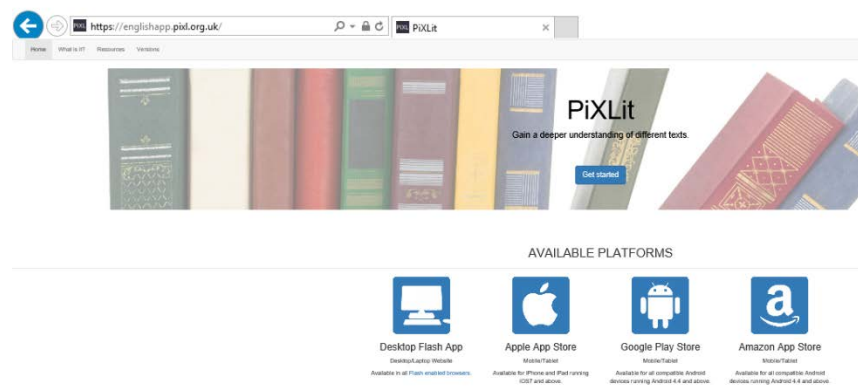 https://englishapp.pixl.org.uk/
PiXLit
Home What is it? Resources Versions
PiXLit
Gain a deeper understanding of different texts.
Get started
AVAILABLE PLATFORMS
Desktop Flash App
Desktop/Laptop Website
Available in all Flash enabled browsers.
Apple App Store
Mobile/Tablet
Available for iPhone and iPad running
iOS7 and above.
Google Play Store
Mobile/Tablet
Available for all compatible Android
devices running Android 4.4 and above.
Amazon App Store
Mobile/Tablet
Available for all compatible Android
devices running Android 4.4 and above.